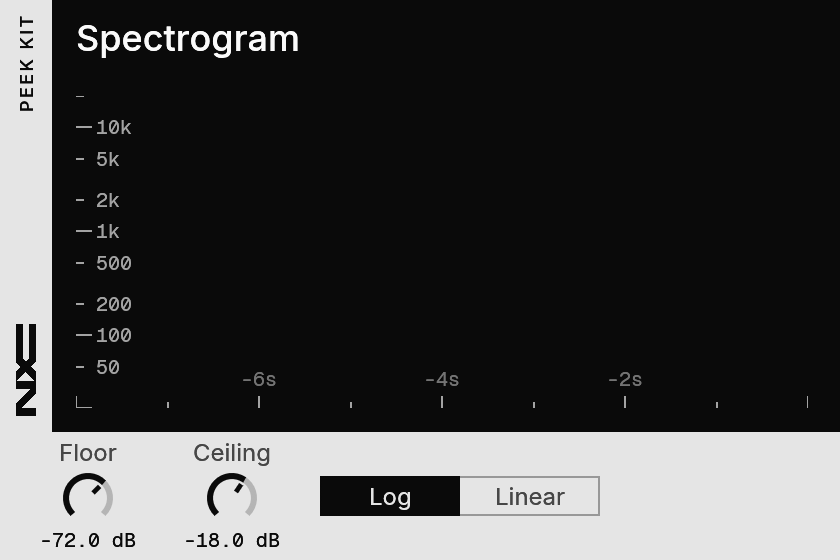 PEEK KIT
Spectrogram
10k
5k
2k
1k
500
200
100
50
-6s -4s -2s
NXE
Floor Ceiling
Log Linear
-72.0 dB -18.0 dB